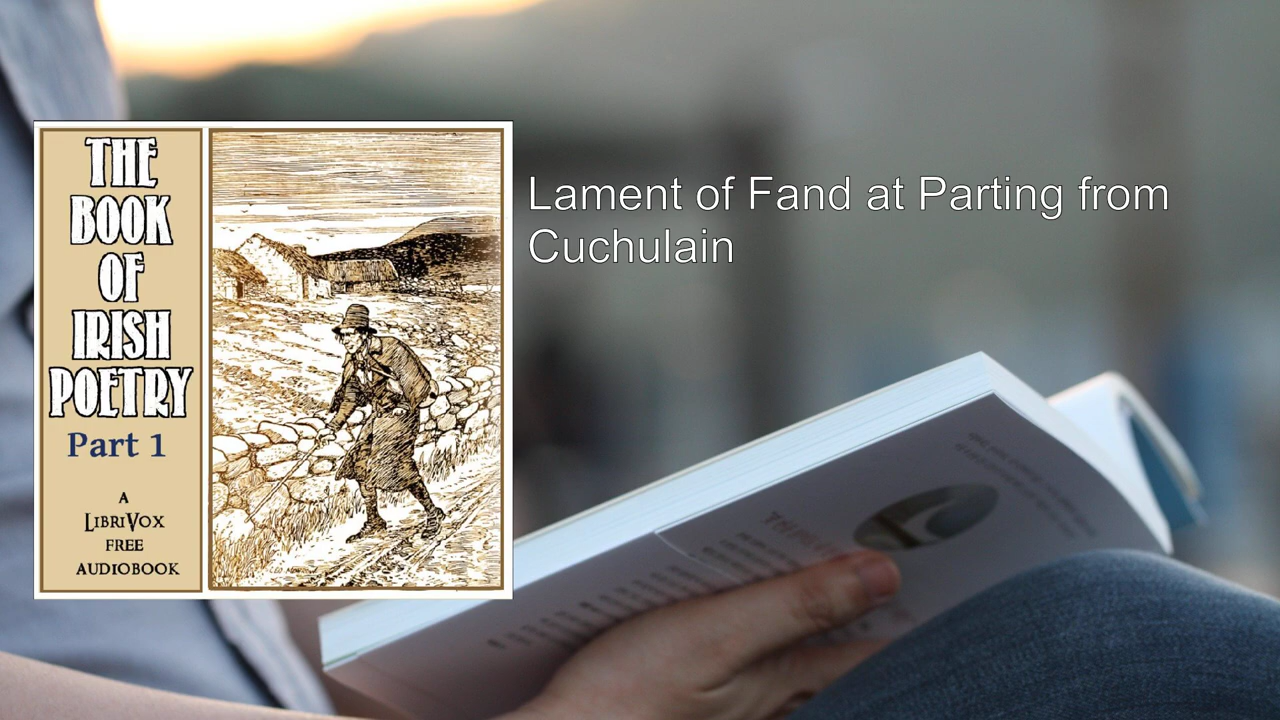 THE
BOOK
OF
IRISH
POETRY
Part 1
A
LIBRIVOX
FREE
AUDIOBOOK
Lament of Fand at Parting from
Cuchulain